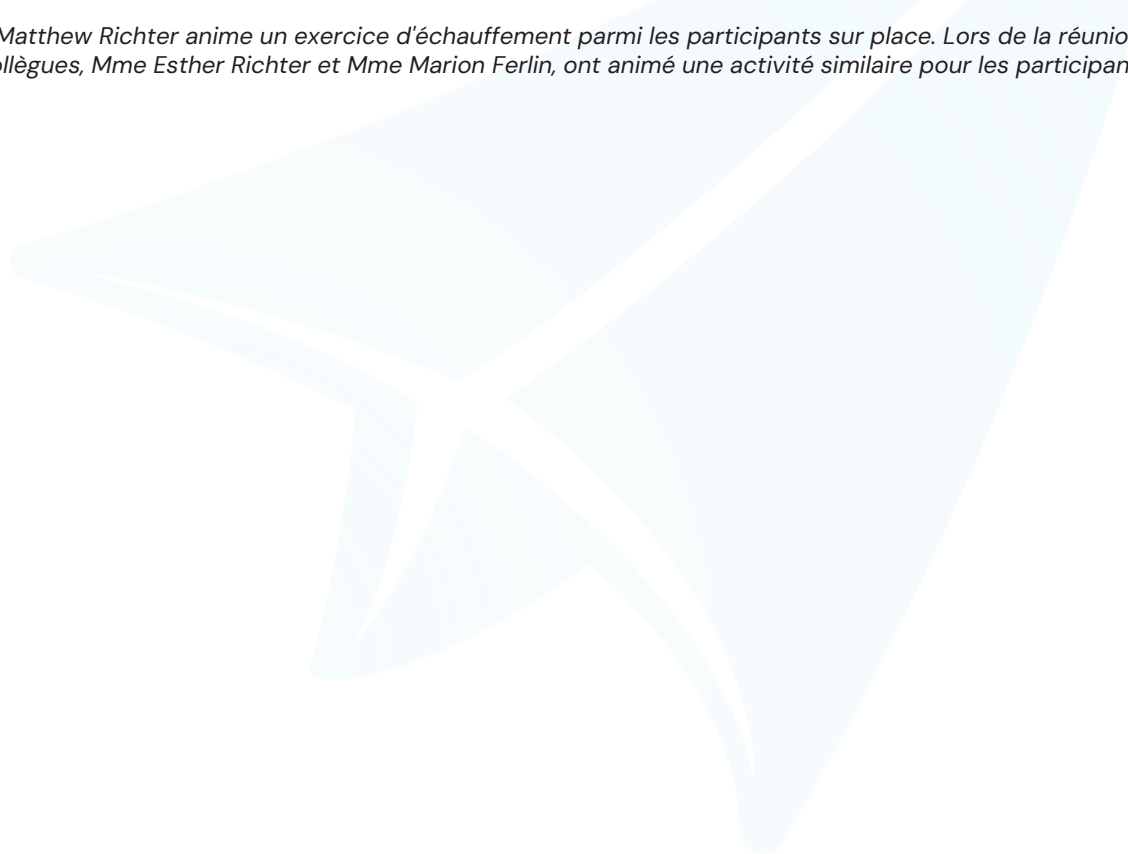 Matthew Richter anime un exercice d'échauffement parmi les participants sur place. Lors de la réunio
llègues, Mme Esther Richter et Mme Marion Ferlin, ont animé une activité similaire pour les participan